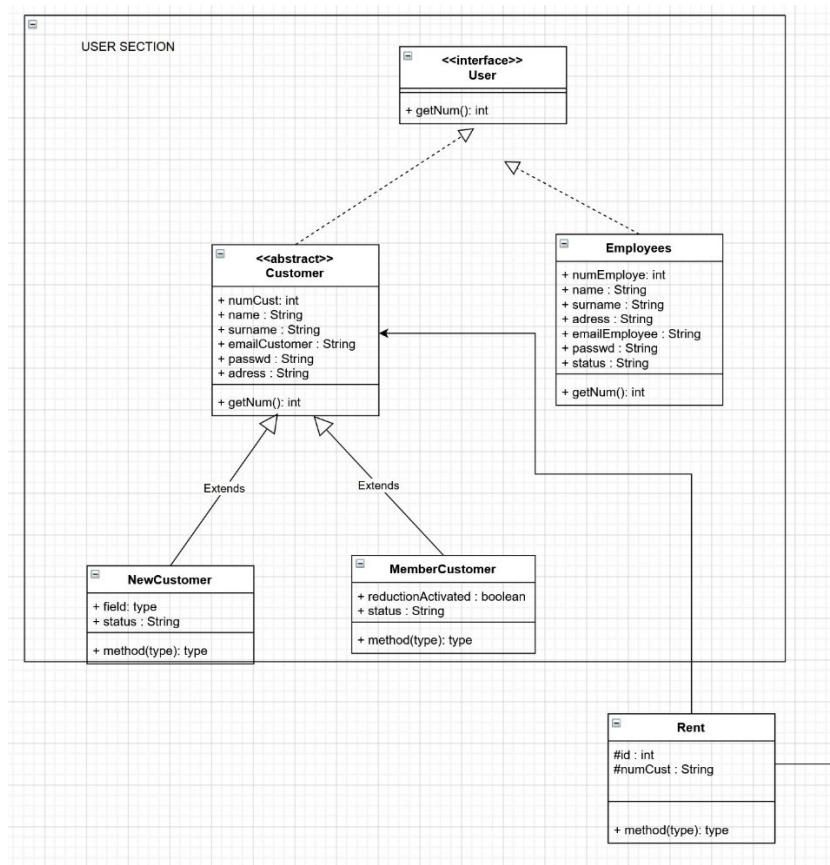 USER SECTION
<<interface>>
User
+ getNum(): int
<<abstract>>
Customer
+ numCust: int
+ name : String
+ surname : String
+ emailCustomer : String
+ passwd : String
+ adress : String
+ getNum(): int
Employees
+ numEmploye: int
+ name : String
+ surname : String
+ adress : String
+ emailEmployee : String
+ passwd : String
+ status : String
+ getNum(): int
Extends
Extends
NewCustomer
+ field: type
+ status : String
+ method(type): type
MemberCustomer
+ reductionActivated : boolean
+ status : String
+ method(type): type
Rent
#id : int
#numCust : String
+ method(type): type